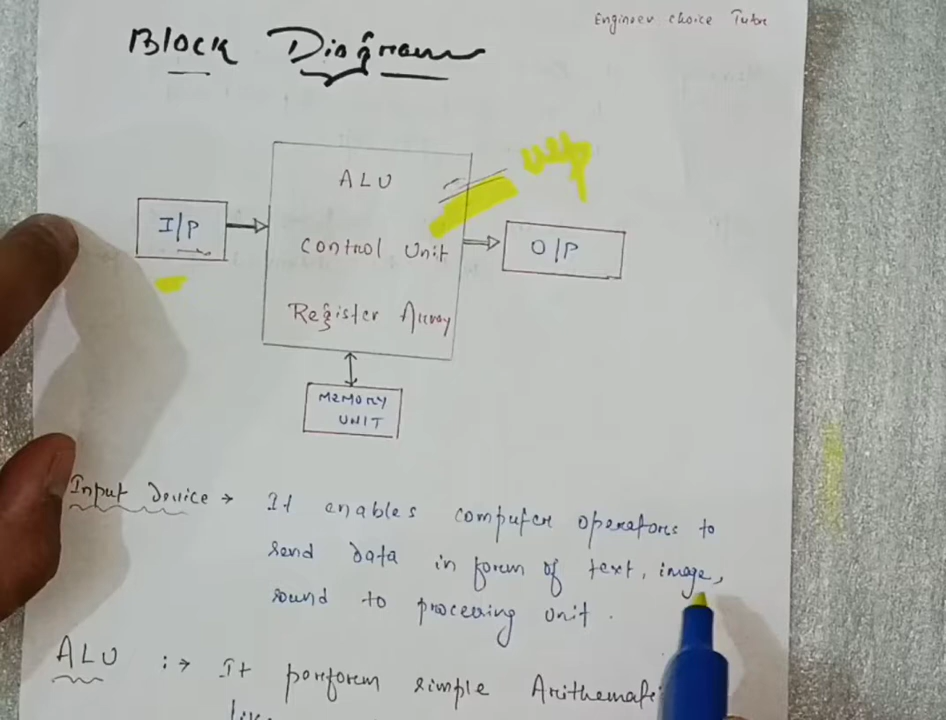 Engineer choice Tutor
Block Diagram
ALU
I/P
Control Unit
O/P
Register Array
MEMORY
UNIT
Input Device → It enables computer operators to
send data in form of text, image,
sound to processing unit.
ALU :→ It perform simple